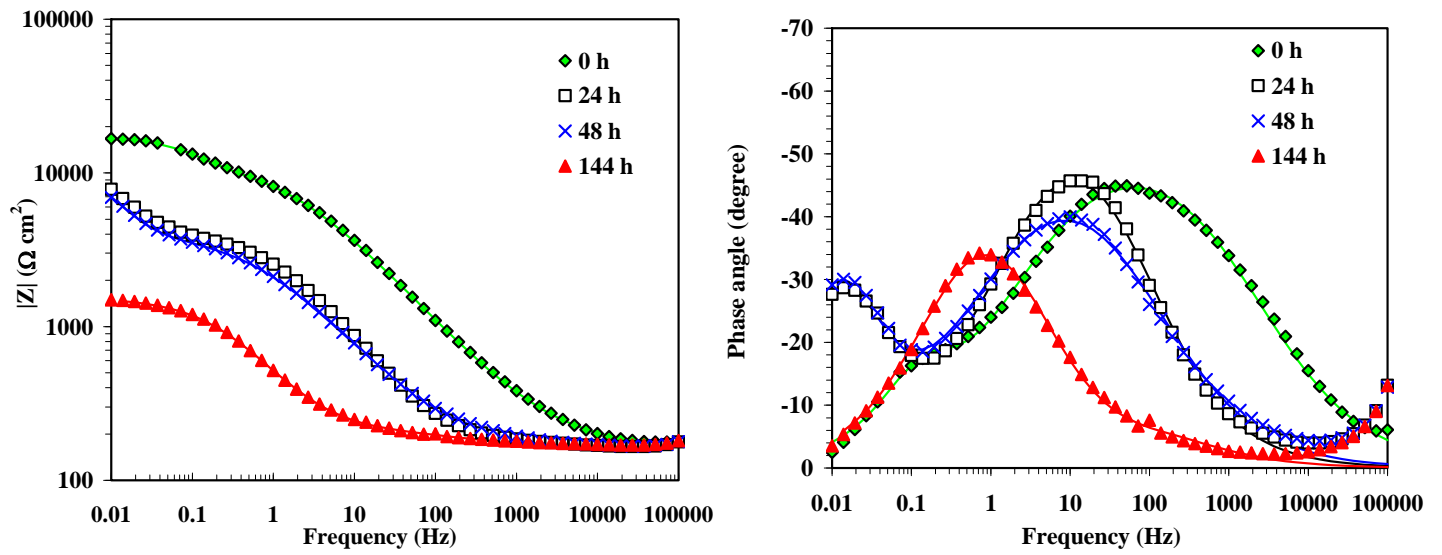 100000
10000
1000
100
|Z| (Ω cm²)
0 h
24 h
48 h
144 h
0.01 0.1 1 10 100 1000 10000 100000
Frequency (Hz)
-70
-60
-50
-40
-30
-20
-10
0
Phase angle (degree)
0 h
24 h
48 h
144 h
0.01 0.1 1 10 100 1000 10000 100000
Frequency (Hz)